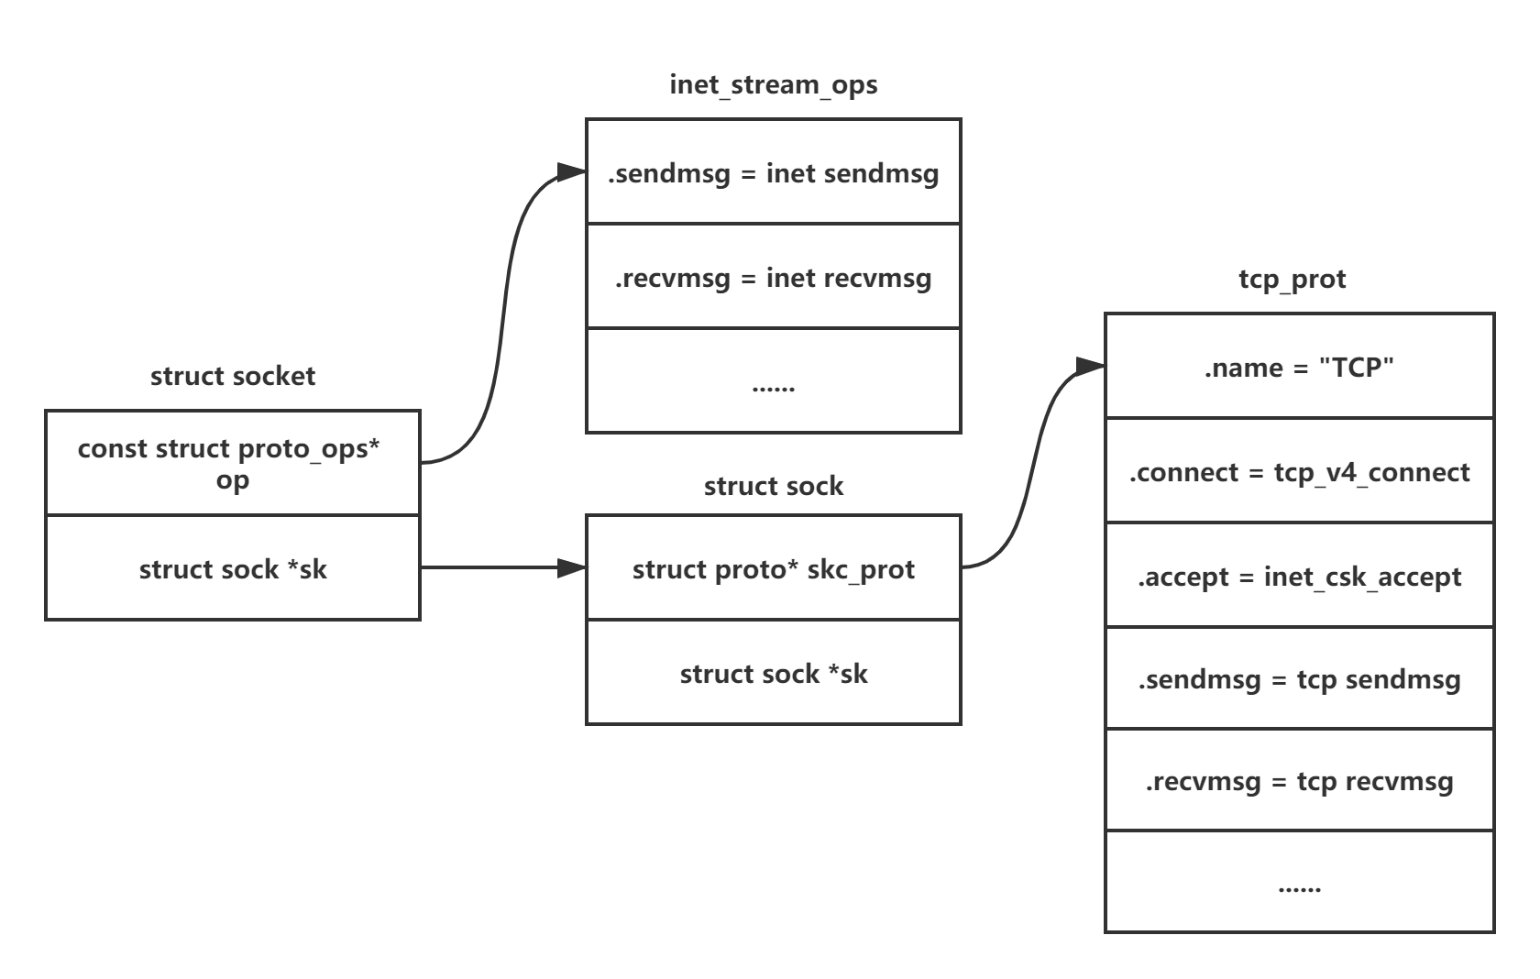 inet_stream_ops
.sendmsg = inet sendmsg
.recvmsg = inet recvmsg
......
struct socket
const struct proto_ops*
op
struct sock *sk
struct sock
struct proto* skc_prot
struct sock *sk
tcp_prot
.name = "TCP"
.connect = tcp_v4_connect
.accept = inet_csk_accept
.sendmsg = tcp sendmsg
.recvmsg = tcp recvmsg
......